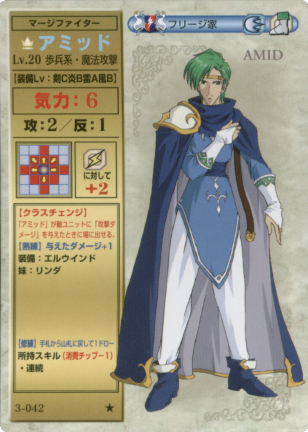 マージファイター
アミッド
Lv.20 歩兵系・魔法攻撃
【装備Lv：剣C炎B雷A風B】
気力：6
攻：2／反：1
に対して
+2
【クラスチェンジ】
「アミッド」が敵ユニットに「攻撃ダ
メージ」を与えたときに場に出せる。
【熟練】与えたダメージ+1
装備：エルウインド
妹：リンダ
【修練】手札から山札に戻して1ドロー
所持スキル(消費チップ−1)
・連続
3-042
★
フリージ家
AMID